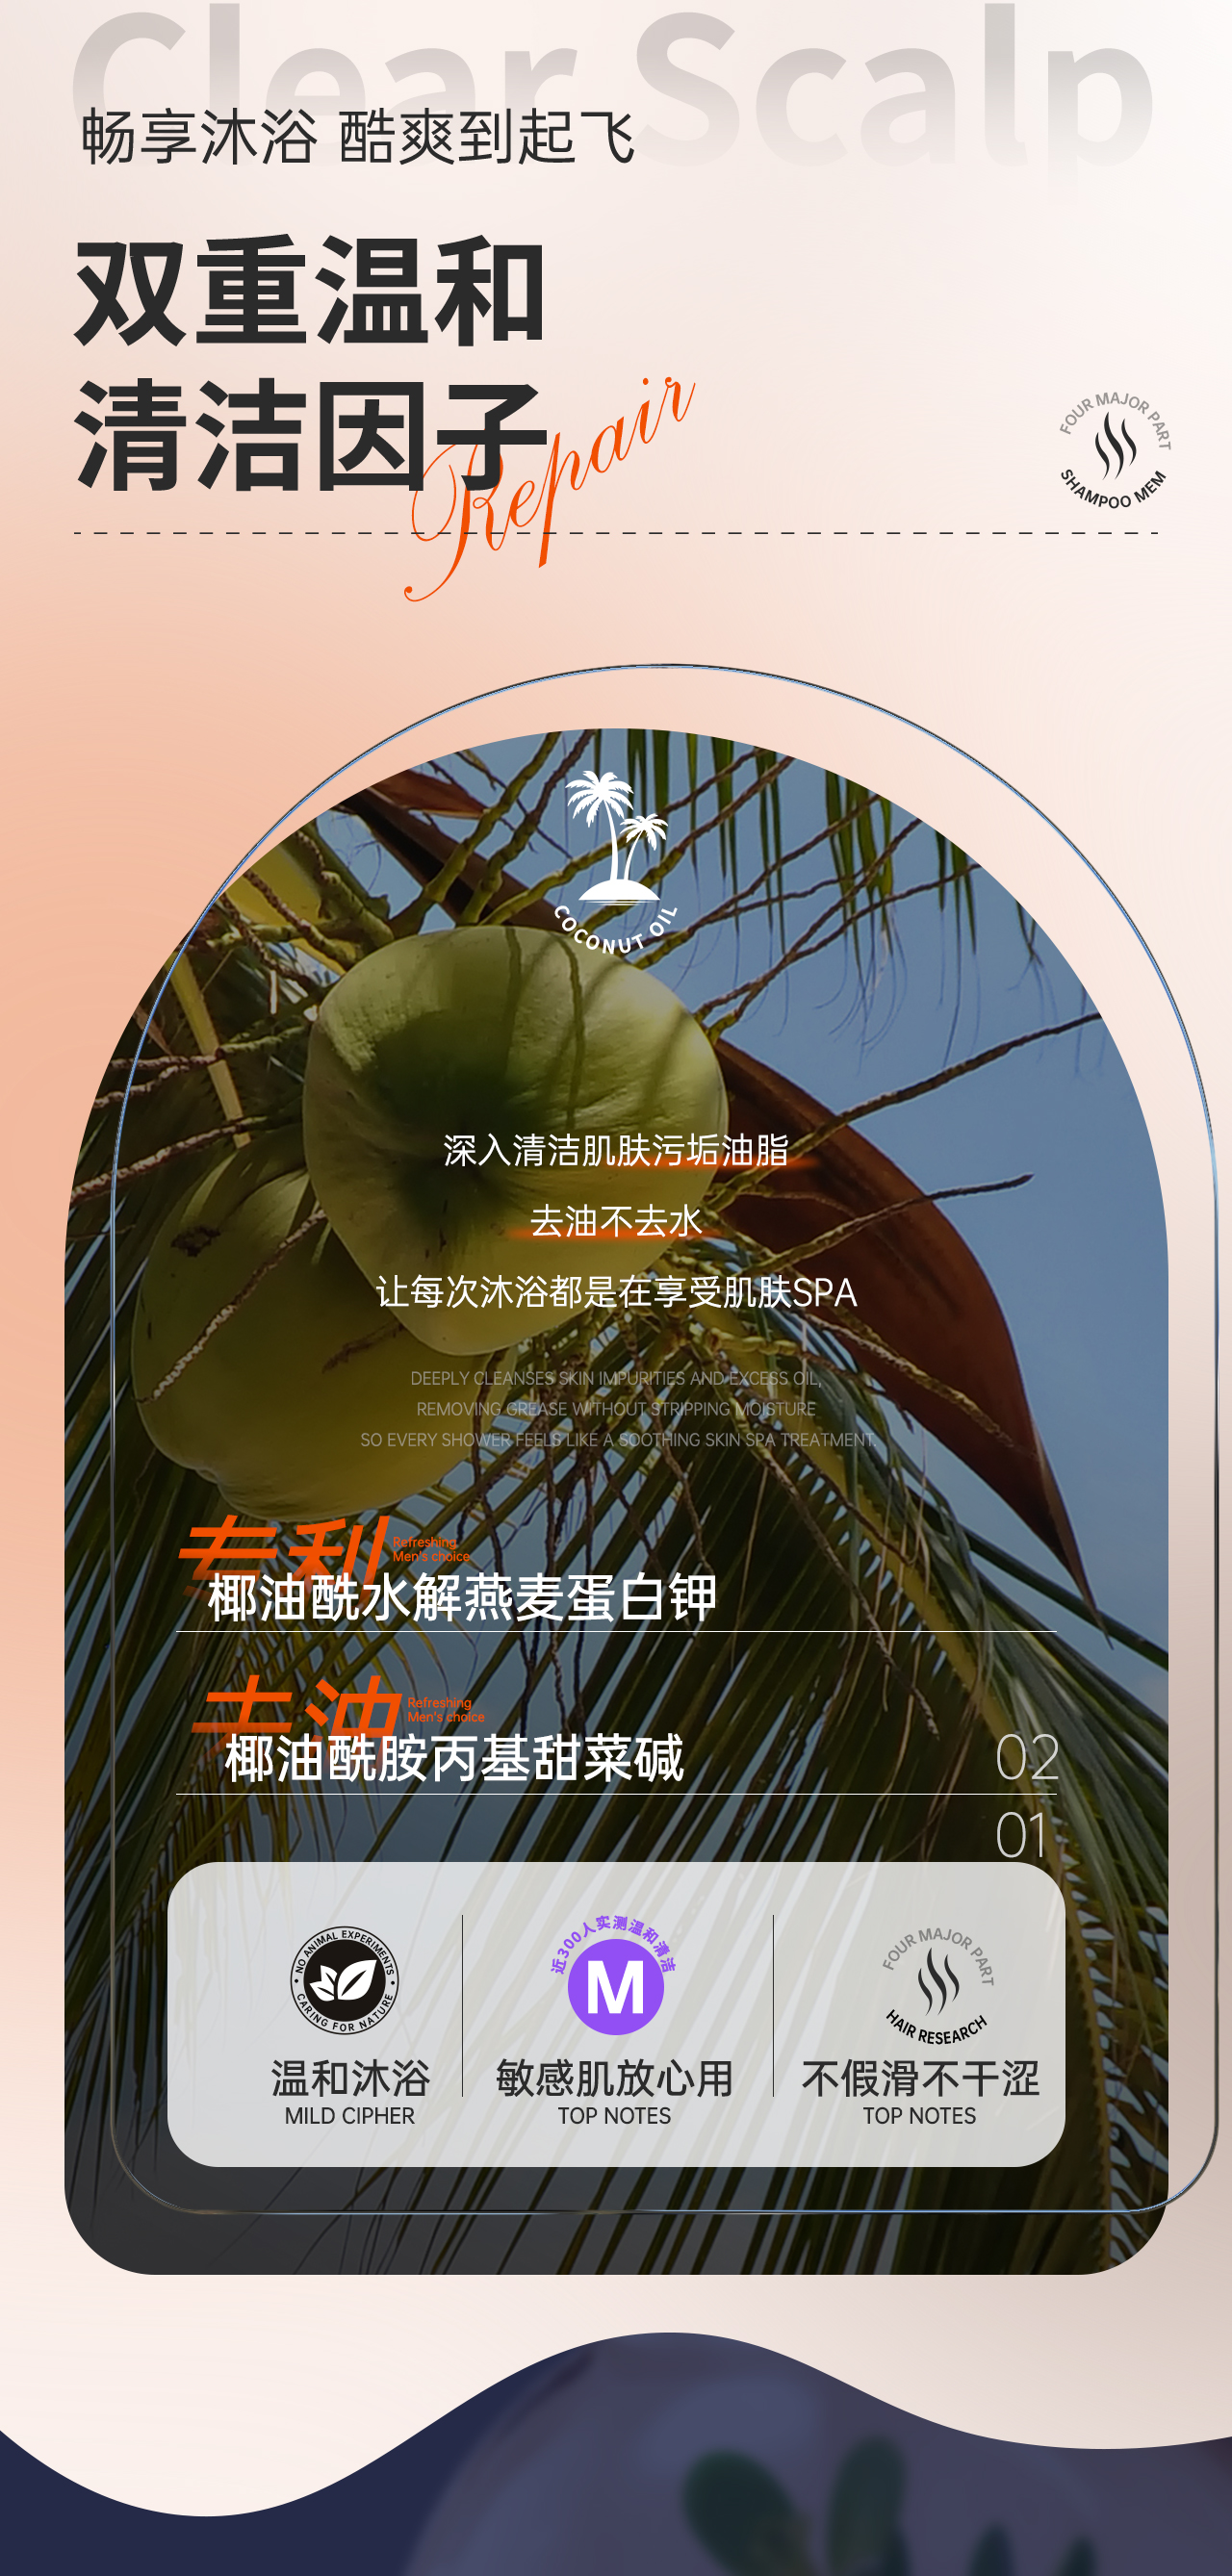 Clear Scalp
畅享沐浴 酷爽到起飞
双重温和
清洁因子
Repair
FOUR MAJOR PART
SHAMPOO MEM
COCONUT OIL
深入清洁肌肤污垢油脂
去油不去水
让每次沐浴都是在享受肌肤SPA
DEEPLY CLEANSES SKIN IMPURITIES AND EXCESS OIL,
REMOVING GREASE WITHOUT STRIPPING MOISTURE
SO EVERY SHOWER FEELS LIKE A SOOTHING SKIN SPA TREATMENT.
专利
Refreshing
Men's choice
椰油酰水解燕麦蛋白钾
去油
Refreshing
Men's choice
椰油酰胺丙基甜菜碱
02
01
NO ANIMAL EXPERIMENTS
CARING FOR NATURE
温和沐浴
MILD CIPHER
近300人实测温和清洁
M
敏感肌放心用
TOP NOTES
FOUR MAJOR PART
HAIR RESEARCH
不假滑不干涩
TOP NOTES